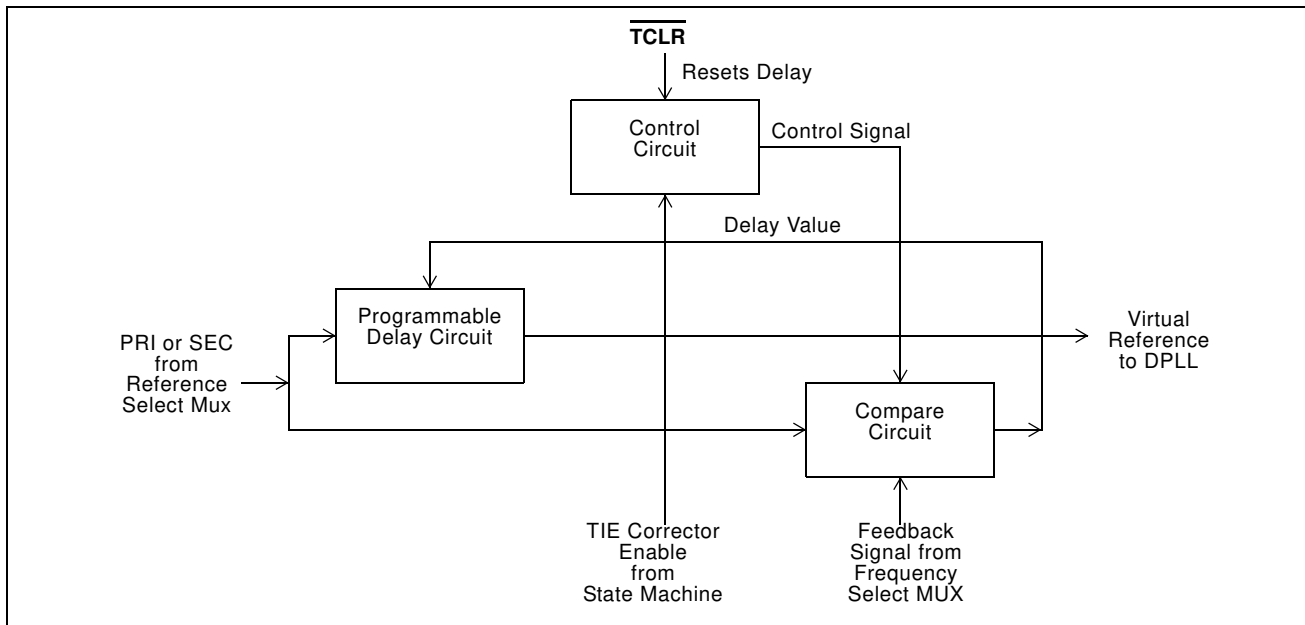 TCLR
Resets Delay
Control
Circuit
Control Signal
Delay Value
Programmable
Delay Circuit
PRI or SEC
from
Reference
Select Mux
Virtual
Reference
to DPLL
Compare
Circuit
TIE Corrector
Enable
from
State Machine
Feedback
Signal from
Frequency
Select MUX